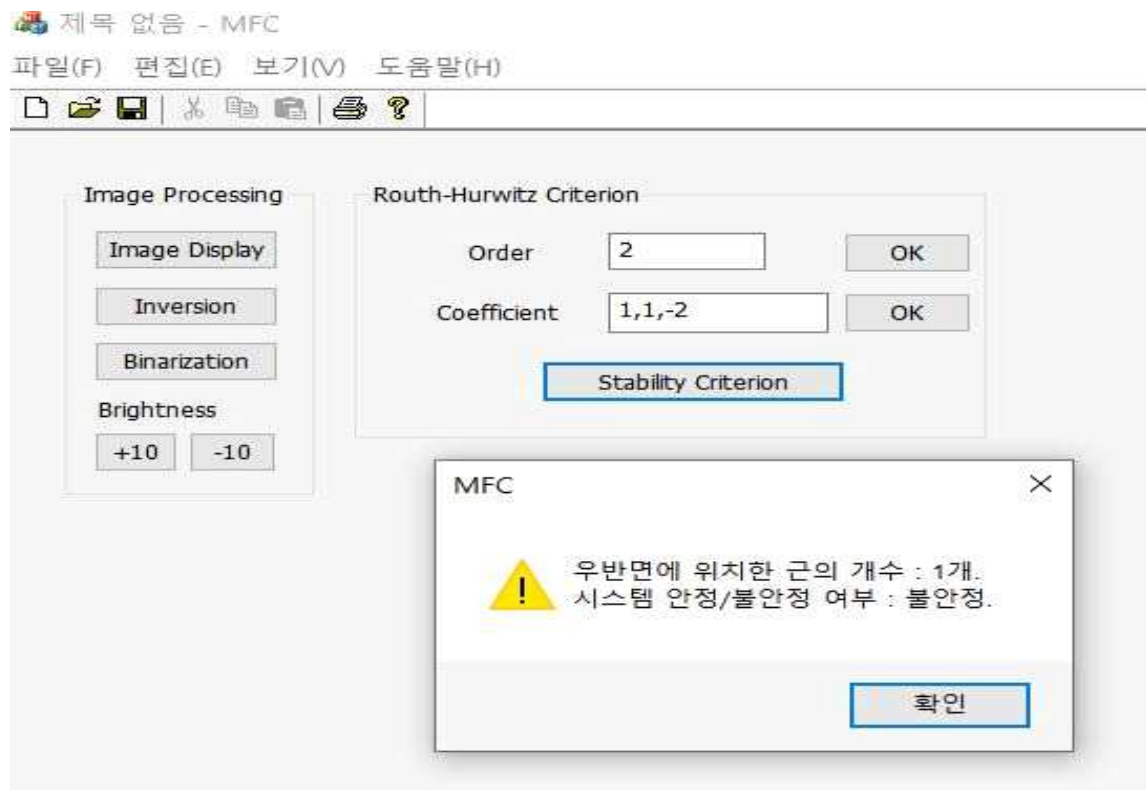 제목 없음 - MFC
파일(F) 편집(E) 보기(V) 도움말(H)
Image Processing
Image Display
Inversion
Binarization
Brightness
+10 -10
Routh-Hurwitz Criterion
Order 2 OK
Coefficient 1,1,-2 OK
Stability Criterion
MFC
우반면에 위치한 근의 개수 : 1개.
시스템 안정/불안정 여부 : 불안정.
확인